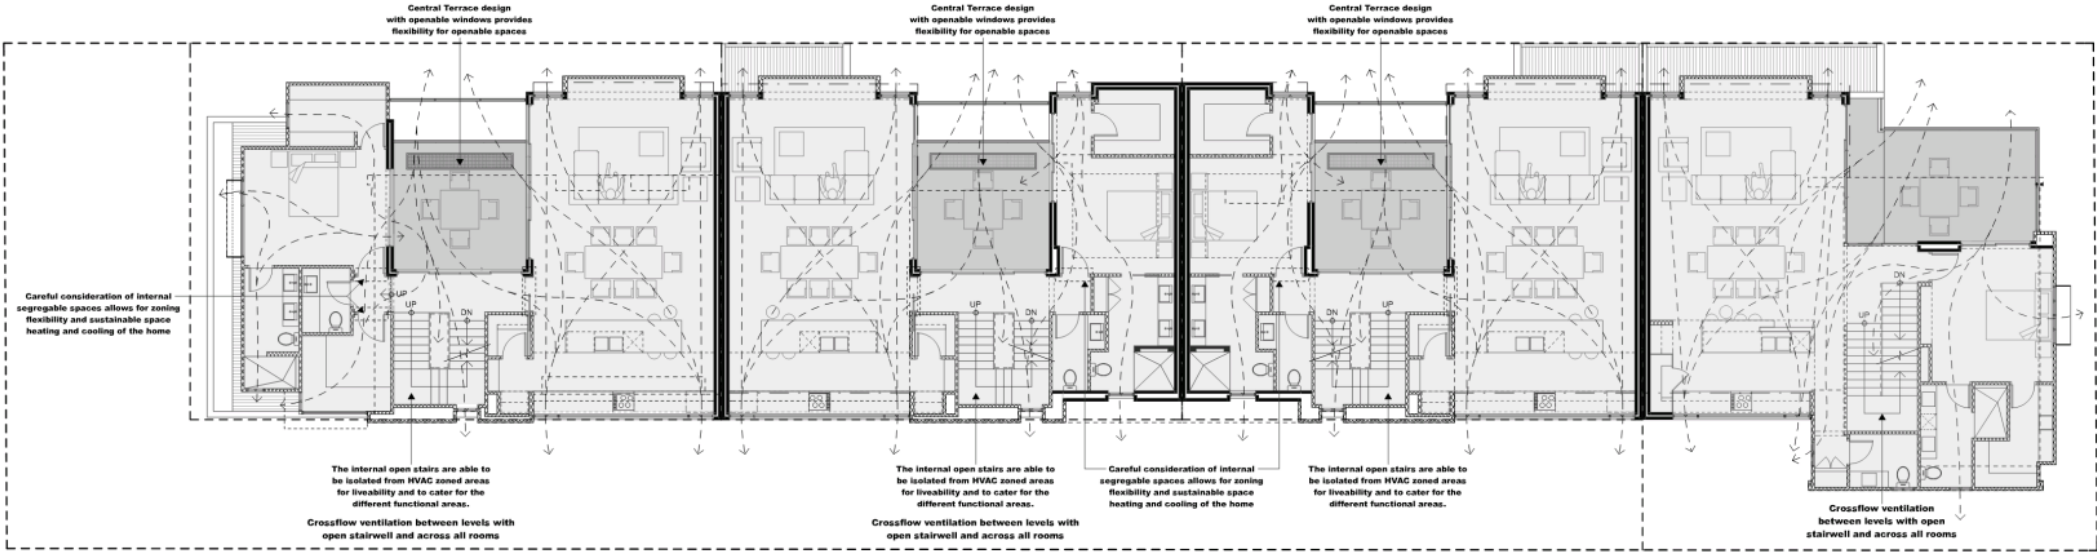 Central Terrace design
with openable windows provides
flexibility for openable spaces
Central Terrace design
with openable windows provides
flexibility for openable spaces
Central Terrace design
with openable windows provides
flexibility for openable spaces
Careful consideration of internal
segregable spaces allows for zoning
flexibility and sustainable space
heating and cooling of the home
UP
UP
DN
UP
DN
DN
UP
DN
UP
The internal open stairs are able to
be isolated from HVAC zoned areas
for liveability and to cater for the
different functional areas.
Crossflow ventilation between levels with
open stairwell and across all rooms
The internal open stairs are able to
be isolated from HVAC zoned areas
for liveability and to cater for the
different functional areas.
Crossflow ventilation between levels with
open stairwell and across all rooms
Careful consideration of internal
segregable spaces allows for zoning
flexibility and sustainable space
heating and cooling of the home
The internal open stairs are able to
be isolated from HVAC zoned areas
for liveability and to cater for the
different functional areas.
Crossflow ventilation
between levels with open
stairwell and across all rooms